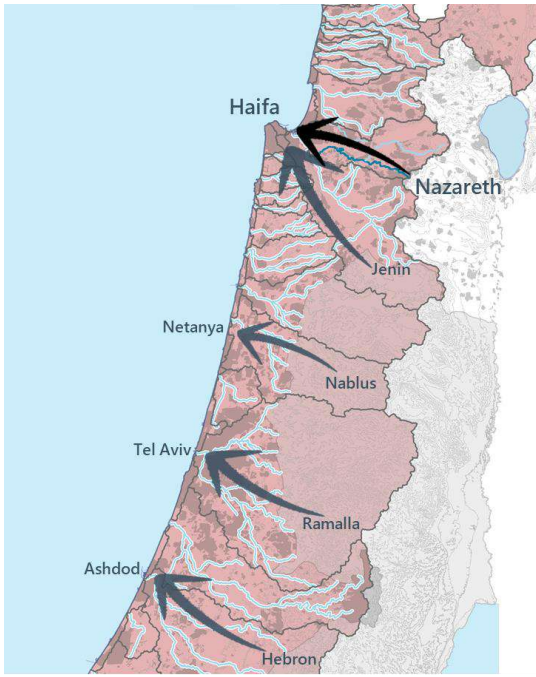 Haifa
Nazareth
Jenin
Netanya
Nablus
Tel Aviv
Ramalla
Ashdod
Hebron